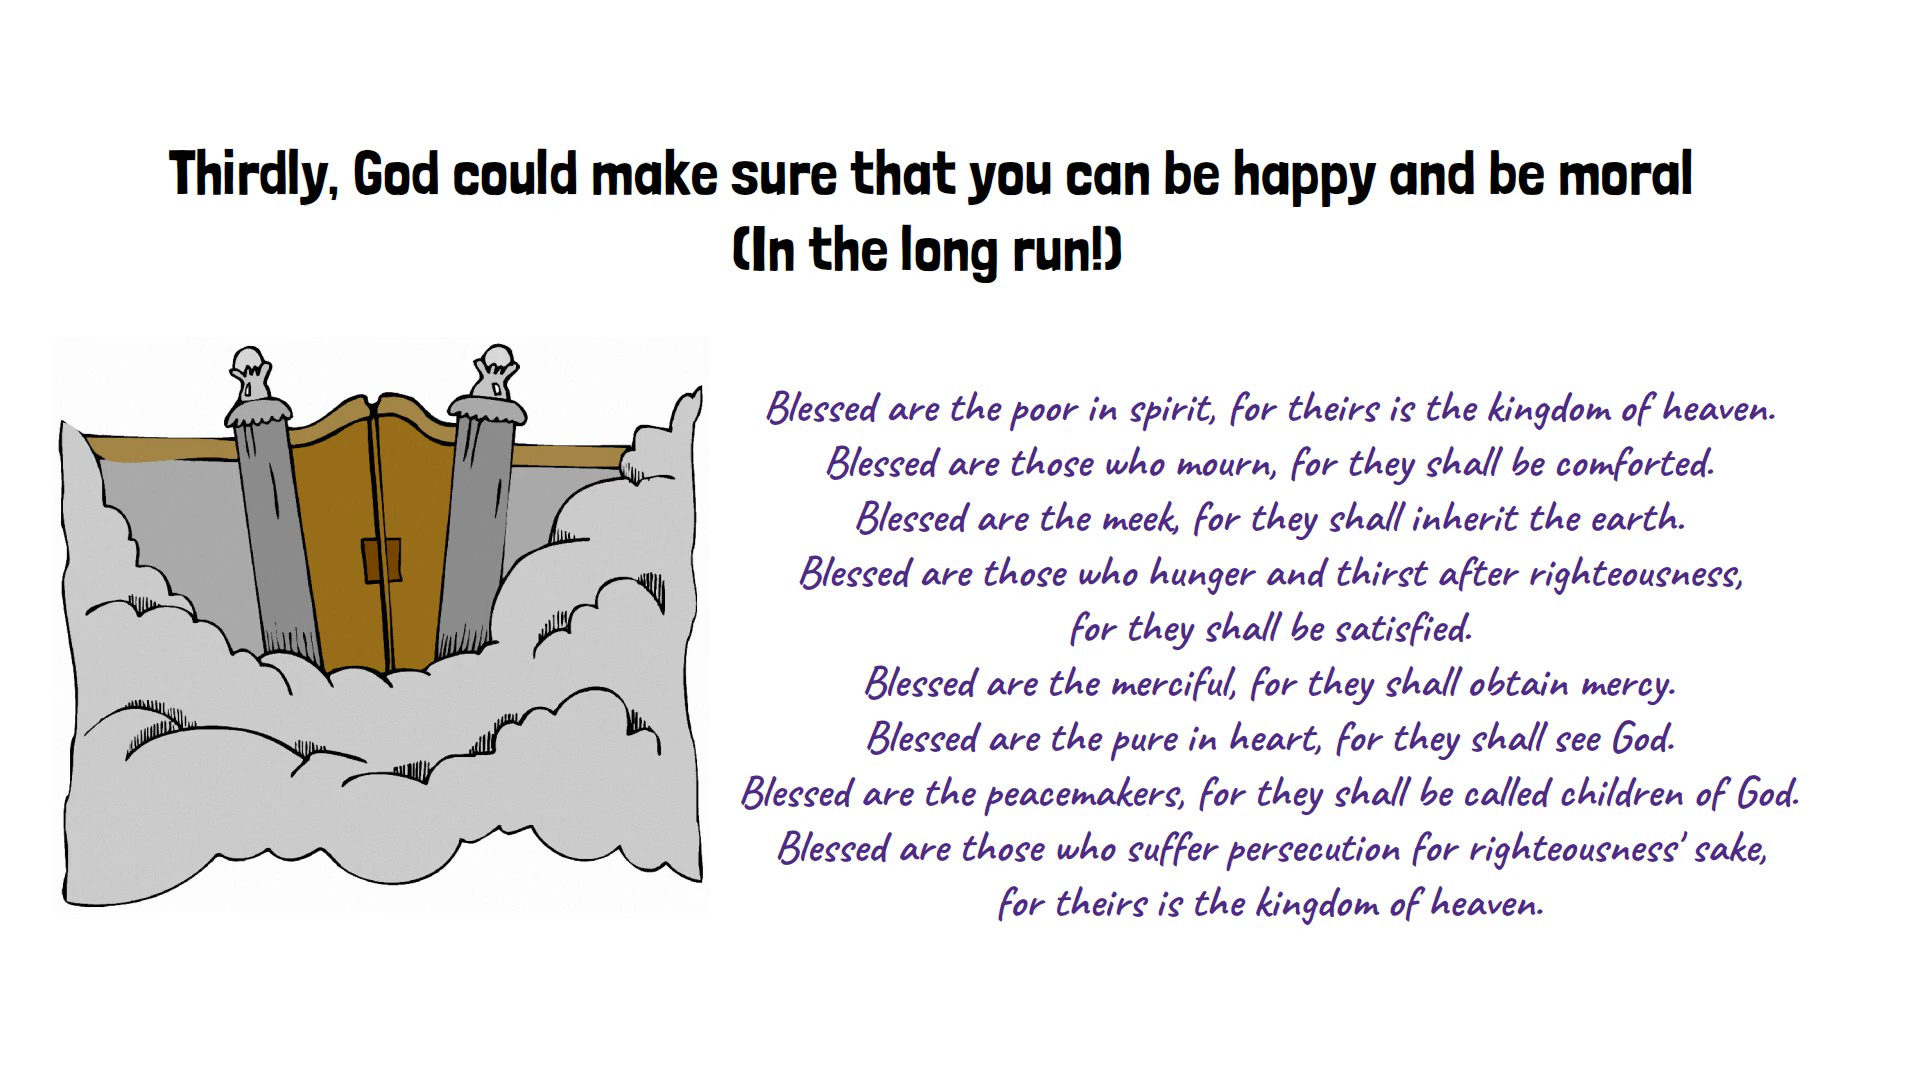 Thirdly, God could make sure that you can be happy and be moral
(In the long run!)
Blessed are the poor in spirit, for theirs is the kingdom of heaven.
Blessed are those who mourn, for they shall be comforted.
Blessed are the meek, for they shall inherit the earth.
Blessed are those who hunger and thirst after righteousness,
for they shall be satisfied.
Blessed are the merciful, for they shall obtain mercy.
Blessed are the pure in heart, for they shall see God.
Blessed are the peacemakers, for they shall be called children of God.
Blessed are those who suffer persecution for righteousness' sake,
for theirs is the kingdom of heaven.